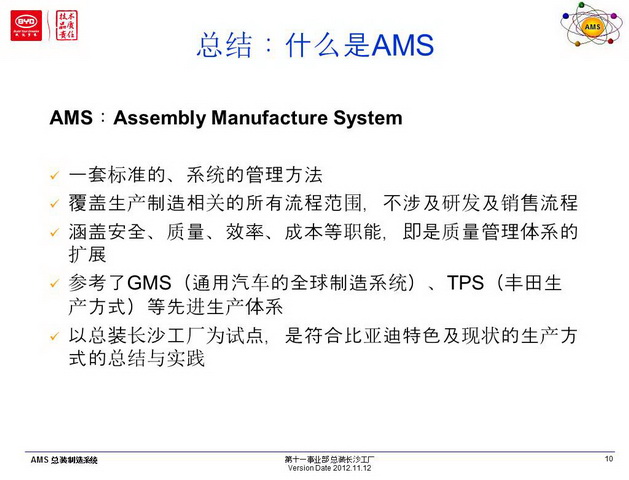 BYD
技术
品质
责任
总结：什么是AMS
AMS
AMS：Assembly Manufacture System
一套标准的、系统的管理方法
覆盖生产制造相关的所有流程范围，不涉及研发及销售流程
涵盖安全、质量、效率、成本等职能，即是质量管理体系的
扩展
参考了GMS（通用汽车的全球制造系统）、TPS（丰田生
产方式）等先进生产体系
以总装长沙工厂为试点，是符合比亚迪特色及现状的生产方
式的总结与实践
AMS 总装制造系统
第十一事业部总装长沙工厂
Version Date 2012.11.12
10